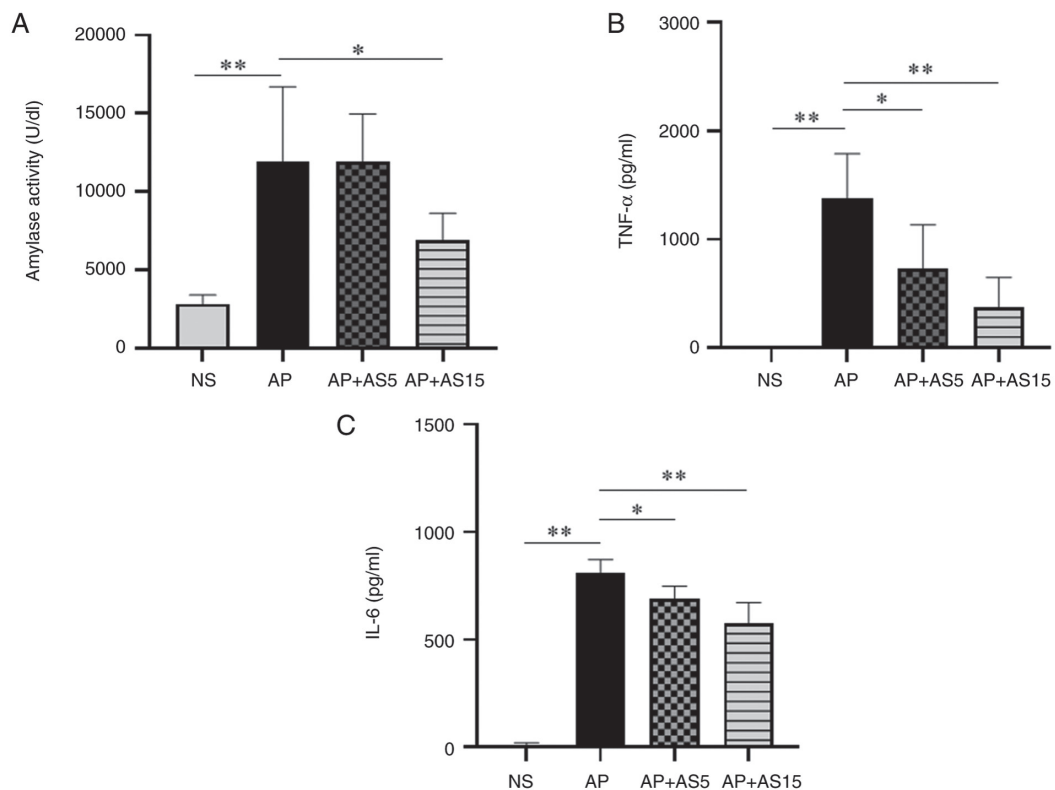 A
Amylase activity (U/dl)
20000
15000
10000
5000
0
**
*
NS AP AP+AS5 AP+AS15
B
TNF-α (pg/ml)
3000
2000
1000
0
**
*
**
NS AP AP+AS5 AP+AS15
C
IL-6 (pg/ml)
1500
1000
500
0
**
*
**
NS AP AP+AS5 AP+AS15